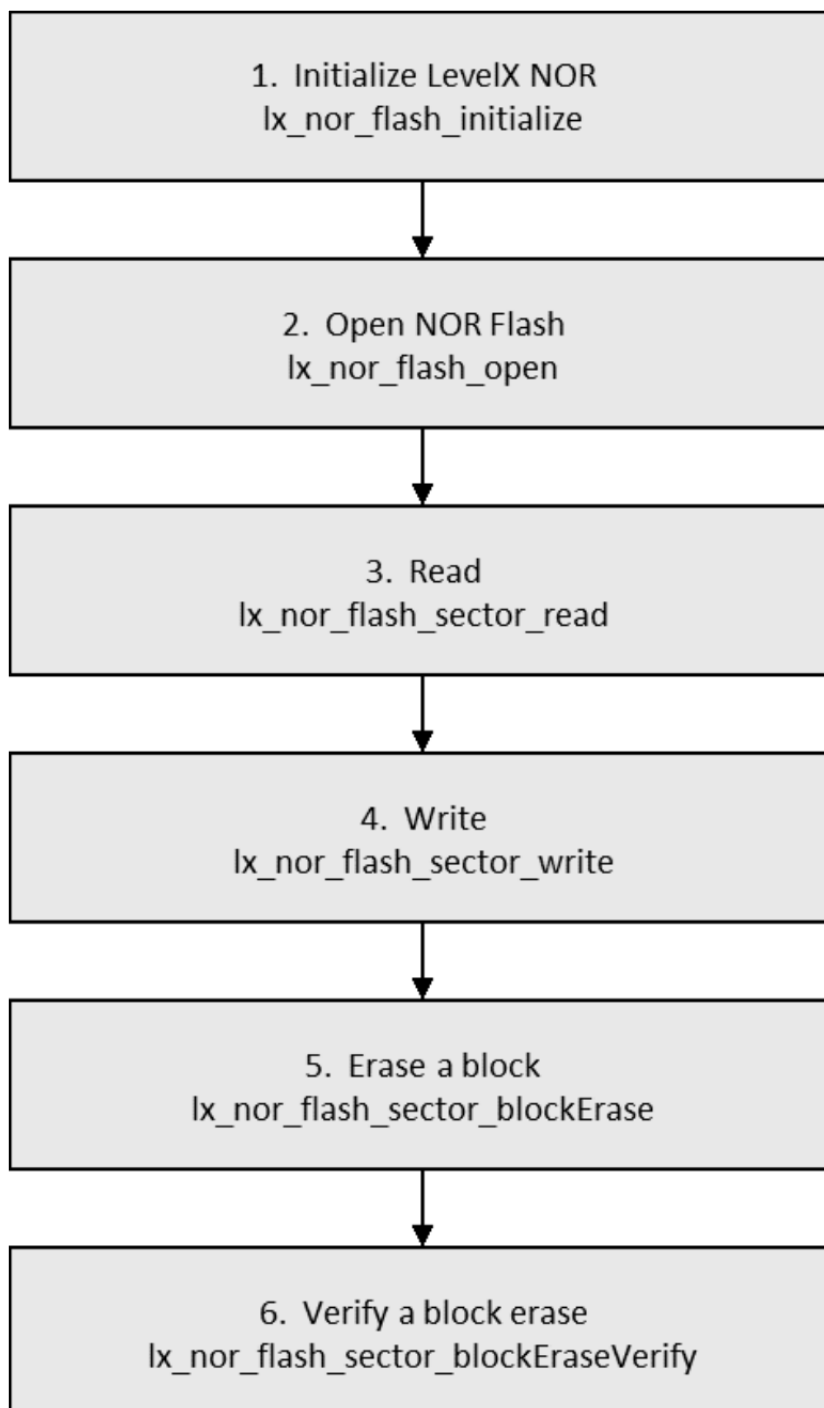 1. Initialize LevelX NOR
lx_nor_flash_initialize
2. Open NOR Flash
lx_nor_flash_open
3. Read
lx_nor_flash_sector_read
4. Write
lx_nor_flash_sector_write
5. Erase a block
lx_nor_flash_sector_blockErase
6. Verify a block erase
lx_nor_flash_sector_blockEraseVerify